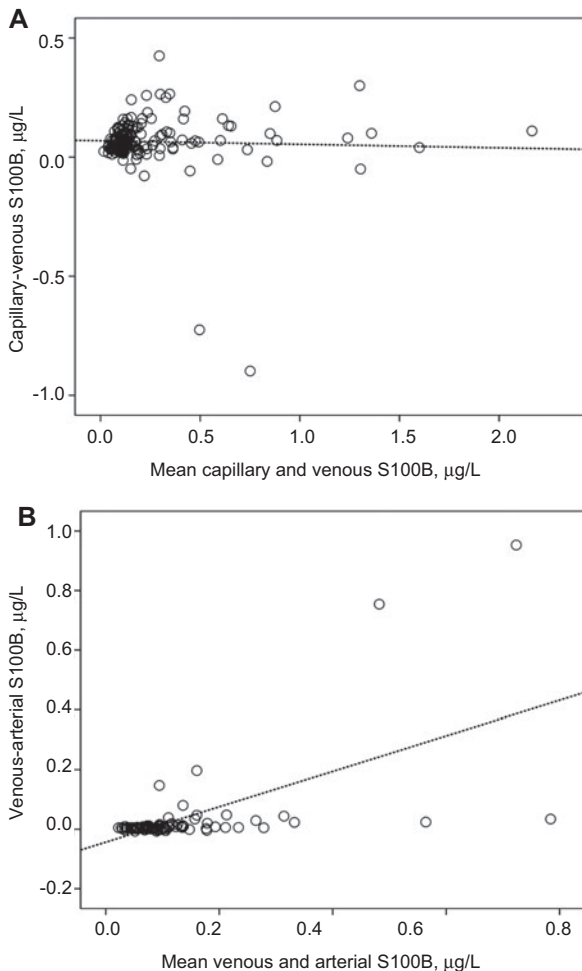 A
0.5
0.0
-0.5
-1.0
Capillary-venous S100B, µg/L
0.0 0.5 1.0 1.5 2.0
Mean capillary and venous S100B, µg/L
B
1.0
0.8
0.6
0.4
0.2
0.0
-0.2
Venous-arterial S100B, µg/L
0.0 0.2 0.4 0.6 0.8
Mean venous and arterial S100B, µg/L